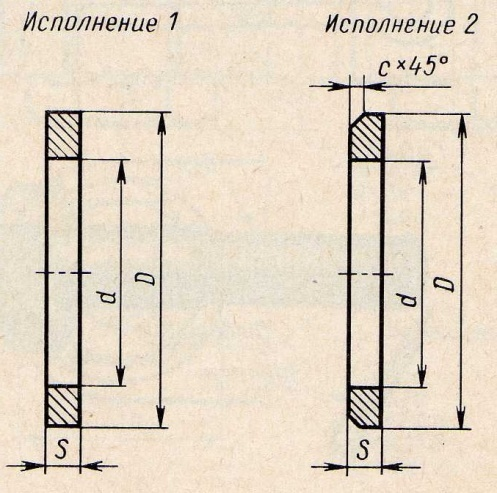 Исполнение 1
Исполнение 2
c×45°
d
D
d
D
S
S